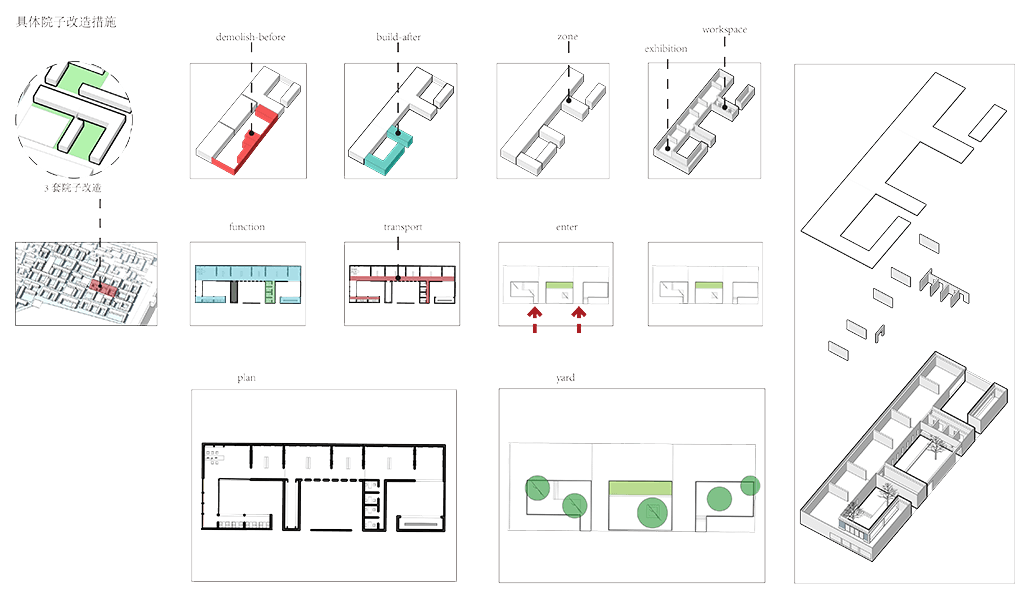 具体院子改造措施
demolish-before
build-after
zone
exhibition
workspace
3 套院子改造
function
transport
enter
plan
yard